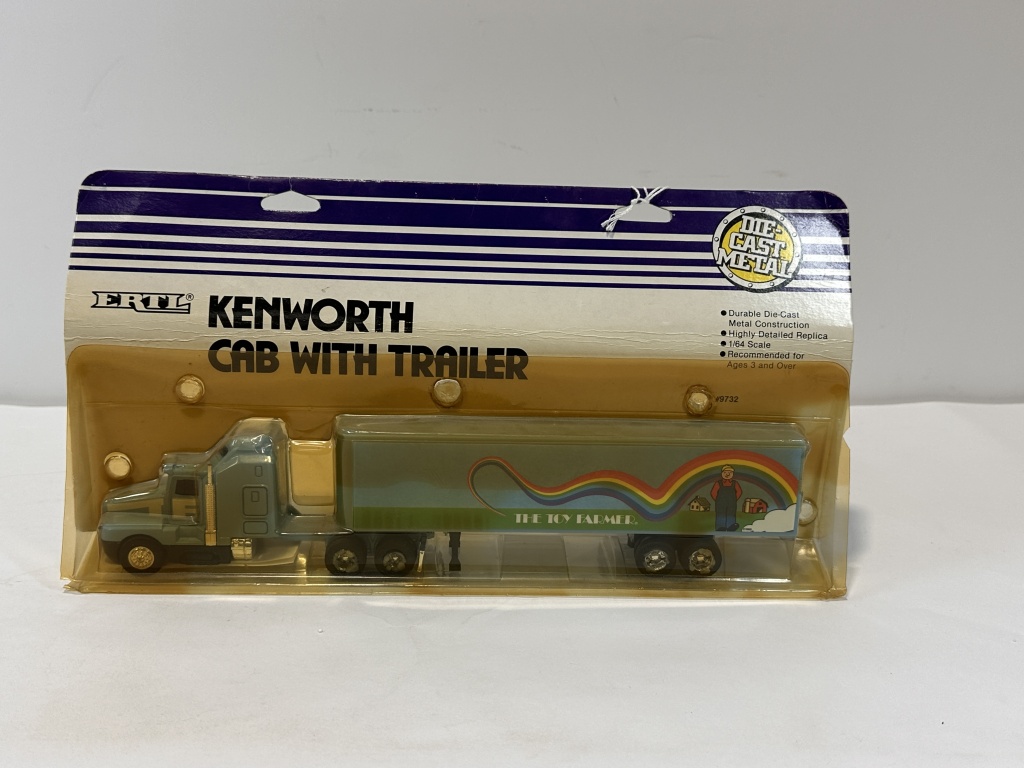 DIE-
CAST
METAL
ERTL®
KENWORTH
CAB WITH TRAILER
• Durable Die-Cast
Metal Construction
• Highly Detailed Replica
• 1/64 Scale
• Recommended for
Ages 3 and Over
#9732
THE TOY FARMER